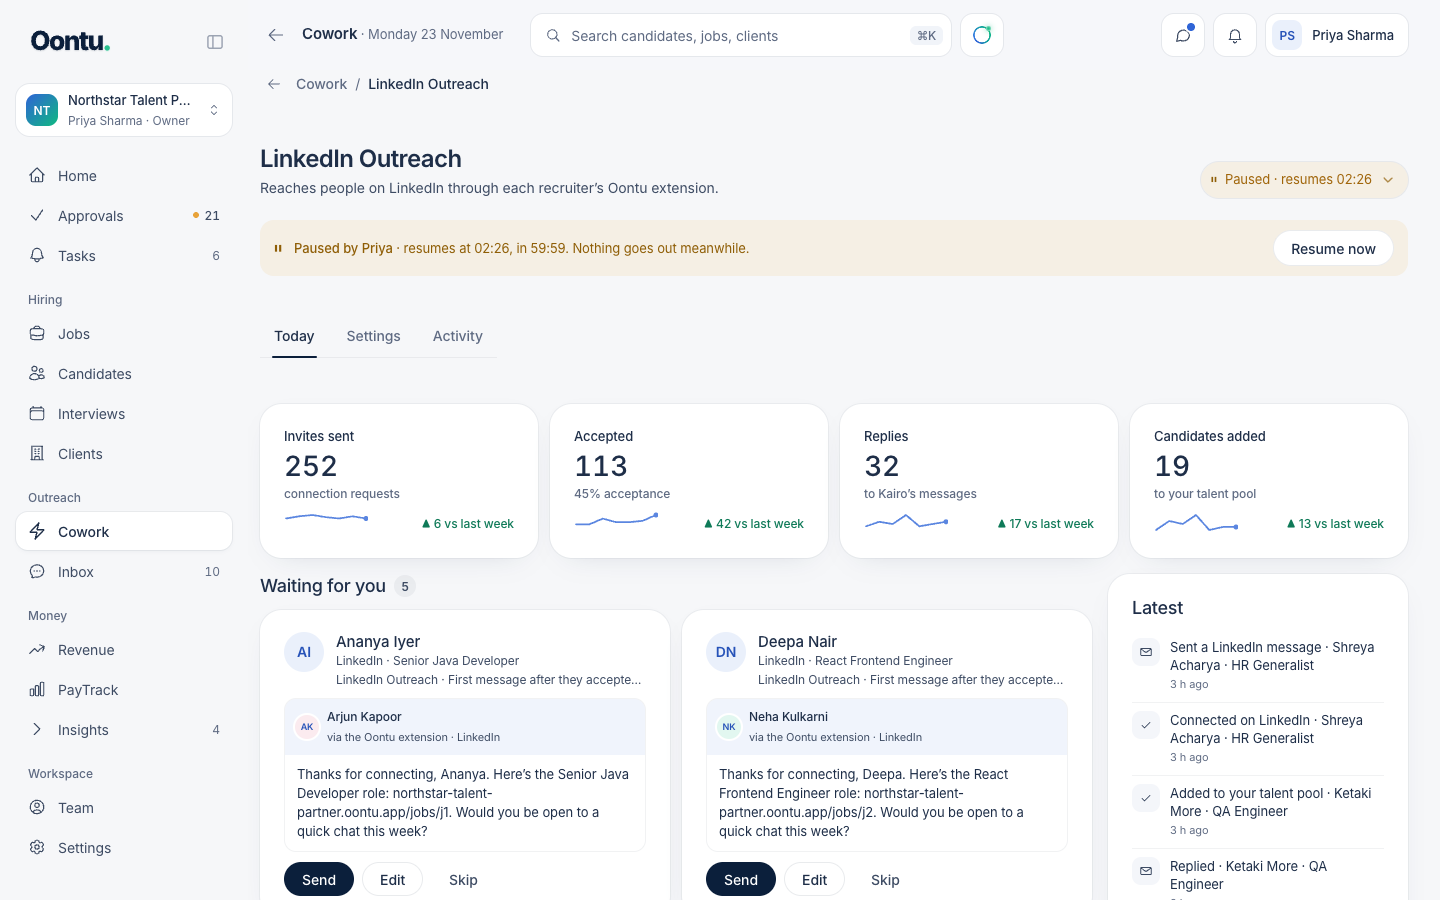 Oontu.
Cowork · Monday 23 November
Search candidates, jobs, clients
⌘K
PS
Priya Sharma
NT
Northstar Talent P...
Priya Sharma · Owner
Cowork / LinkedIn Outreach
Home
Approvals
21
Tasks
6
Hiring
Jobs
Candidates
Interviews
Clients
Outreach
Cowork
Inbox
10
Money
Revenue
PayTrack
Insights
4
Workspace
Team
Settings
LinkedIn Outreach
Reaches people on LinkedIn through each recruiter’s Oontu extension.
Paused · resumes 02:26
Paused by Priya · resumes at 02:26, in 59:59. Nothing goes out meanwhile.
Resume now
Today
Settings
Activity
Invites sent
252
connection requests
▲ 6 vs last week
Accepted
113
45% acceptance
▲ 42 vs last week
Replies
32
to Kairo’s messages
▲ 17 vs last week
Candidates added
19
to your talent pool
▲ 13 vs last week
Waiting for you
5
AI
Ananya Iyer
LinkedIn · Senior Java Developer
LinkedIn Outreach · First message after they accepte...
AK
Arjun Kapoor
via the Oontu extension · LinkedIn
Thanks for connecting, Ananya. Here’s the Senior Java
Developer role: northstar-talent-
partner.oontu.app/jobs/j1. Would you be open to a
quick chat this week?
Send
Edit
Skip
DN
Deepa Nair
LinkedIn · React Frontend Engineer
LinkedIn Outreach · First message after they accepte...
NK
Neha Kulkarni
via the Oontu extension · LinkedIn
Thanks for connecting, Deepa. Here’s the React
Frontend Engineer role: northstar-talent-
partner.oontu.app/jobs/j2. Would you be open to a
quick chat this week?
Send
Edit
Skip
Latest
Sent a LinkedIn message · Shreya
Acharya · HR Generalist
3 h ago
Connected on LinkedIn · Shreya
Acharya · HR Generalist
3 h ago
Added to your talent pool · Ketaki
More · QA Engineer
3 h ago
Replied · Ketaki More · QA
Engineer